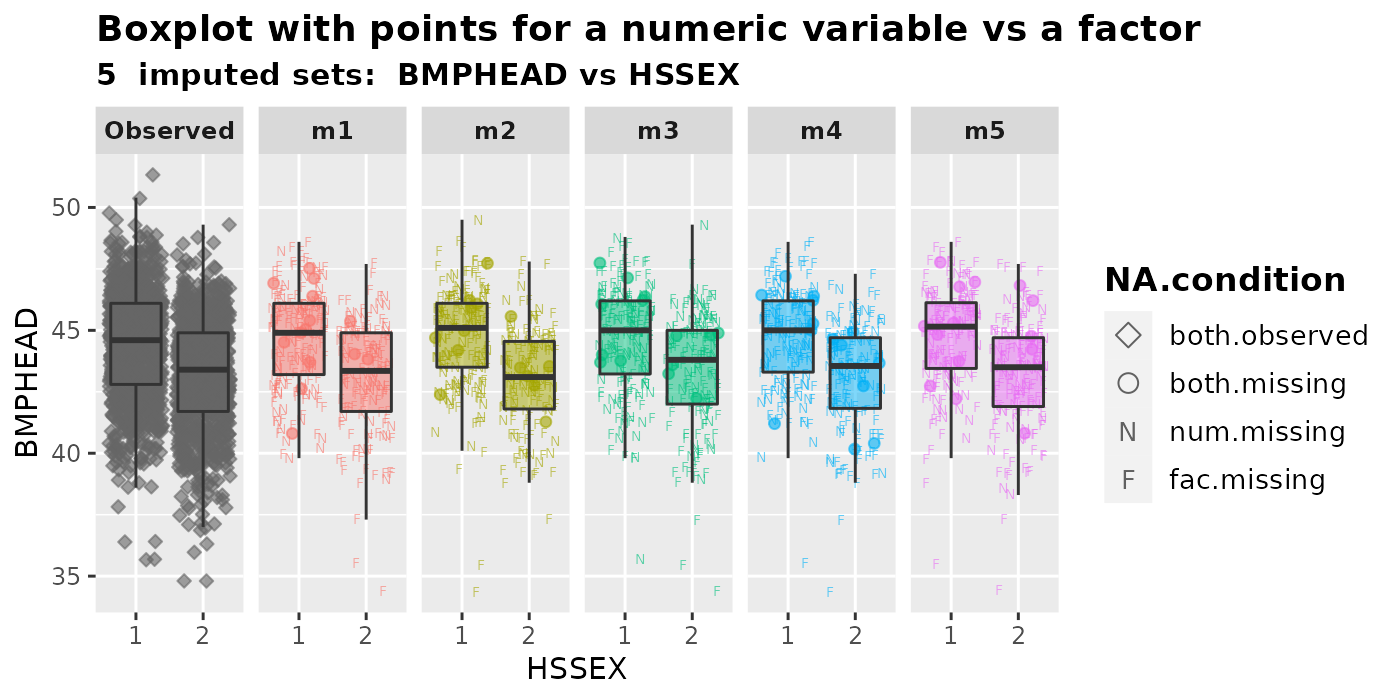 Boxplot with points for a numeric variable vs a factor
5 imputed sets: BMPHEAD vs HSSEX
Observed m1 m2 m3 m4 m5
50
45
40
35
BMPHEAD
1 2 1 2 1 2 1 2 1 2 1 2
HSSEX
NA.condition
both.observed
both.missing
N num.missing
F fac.missing